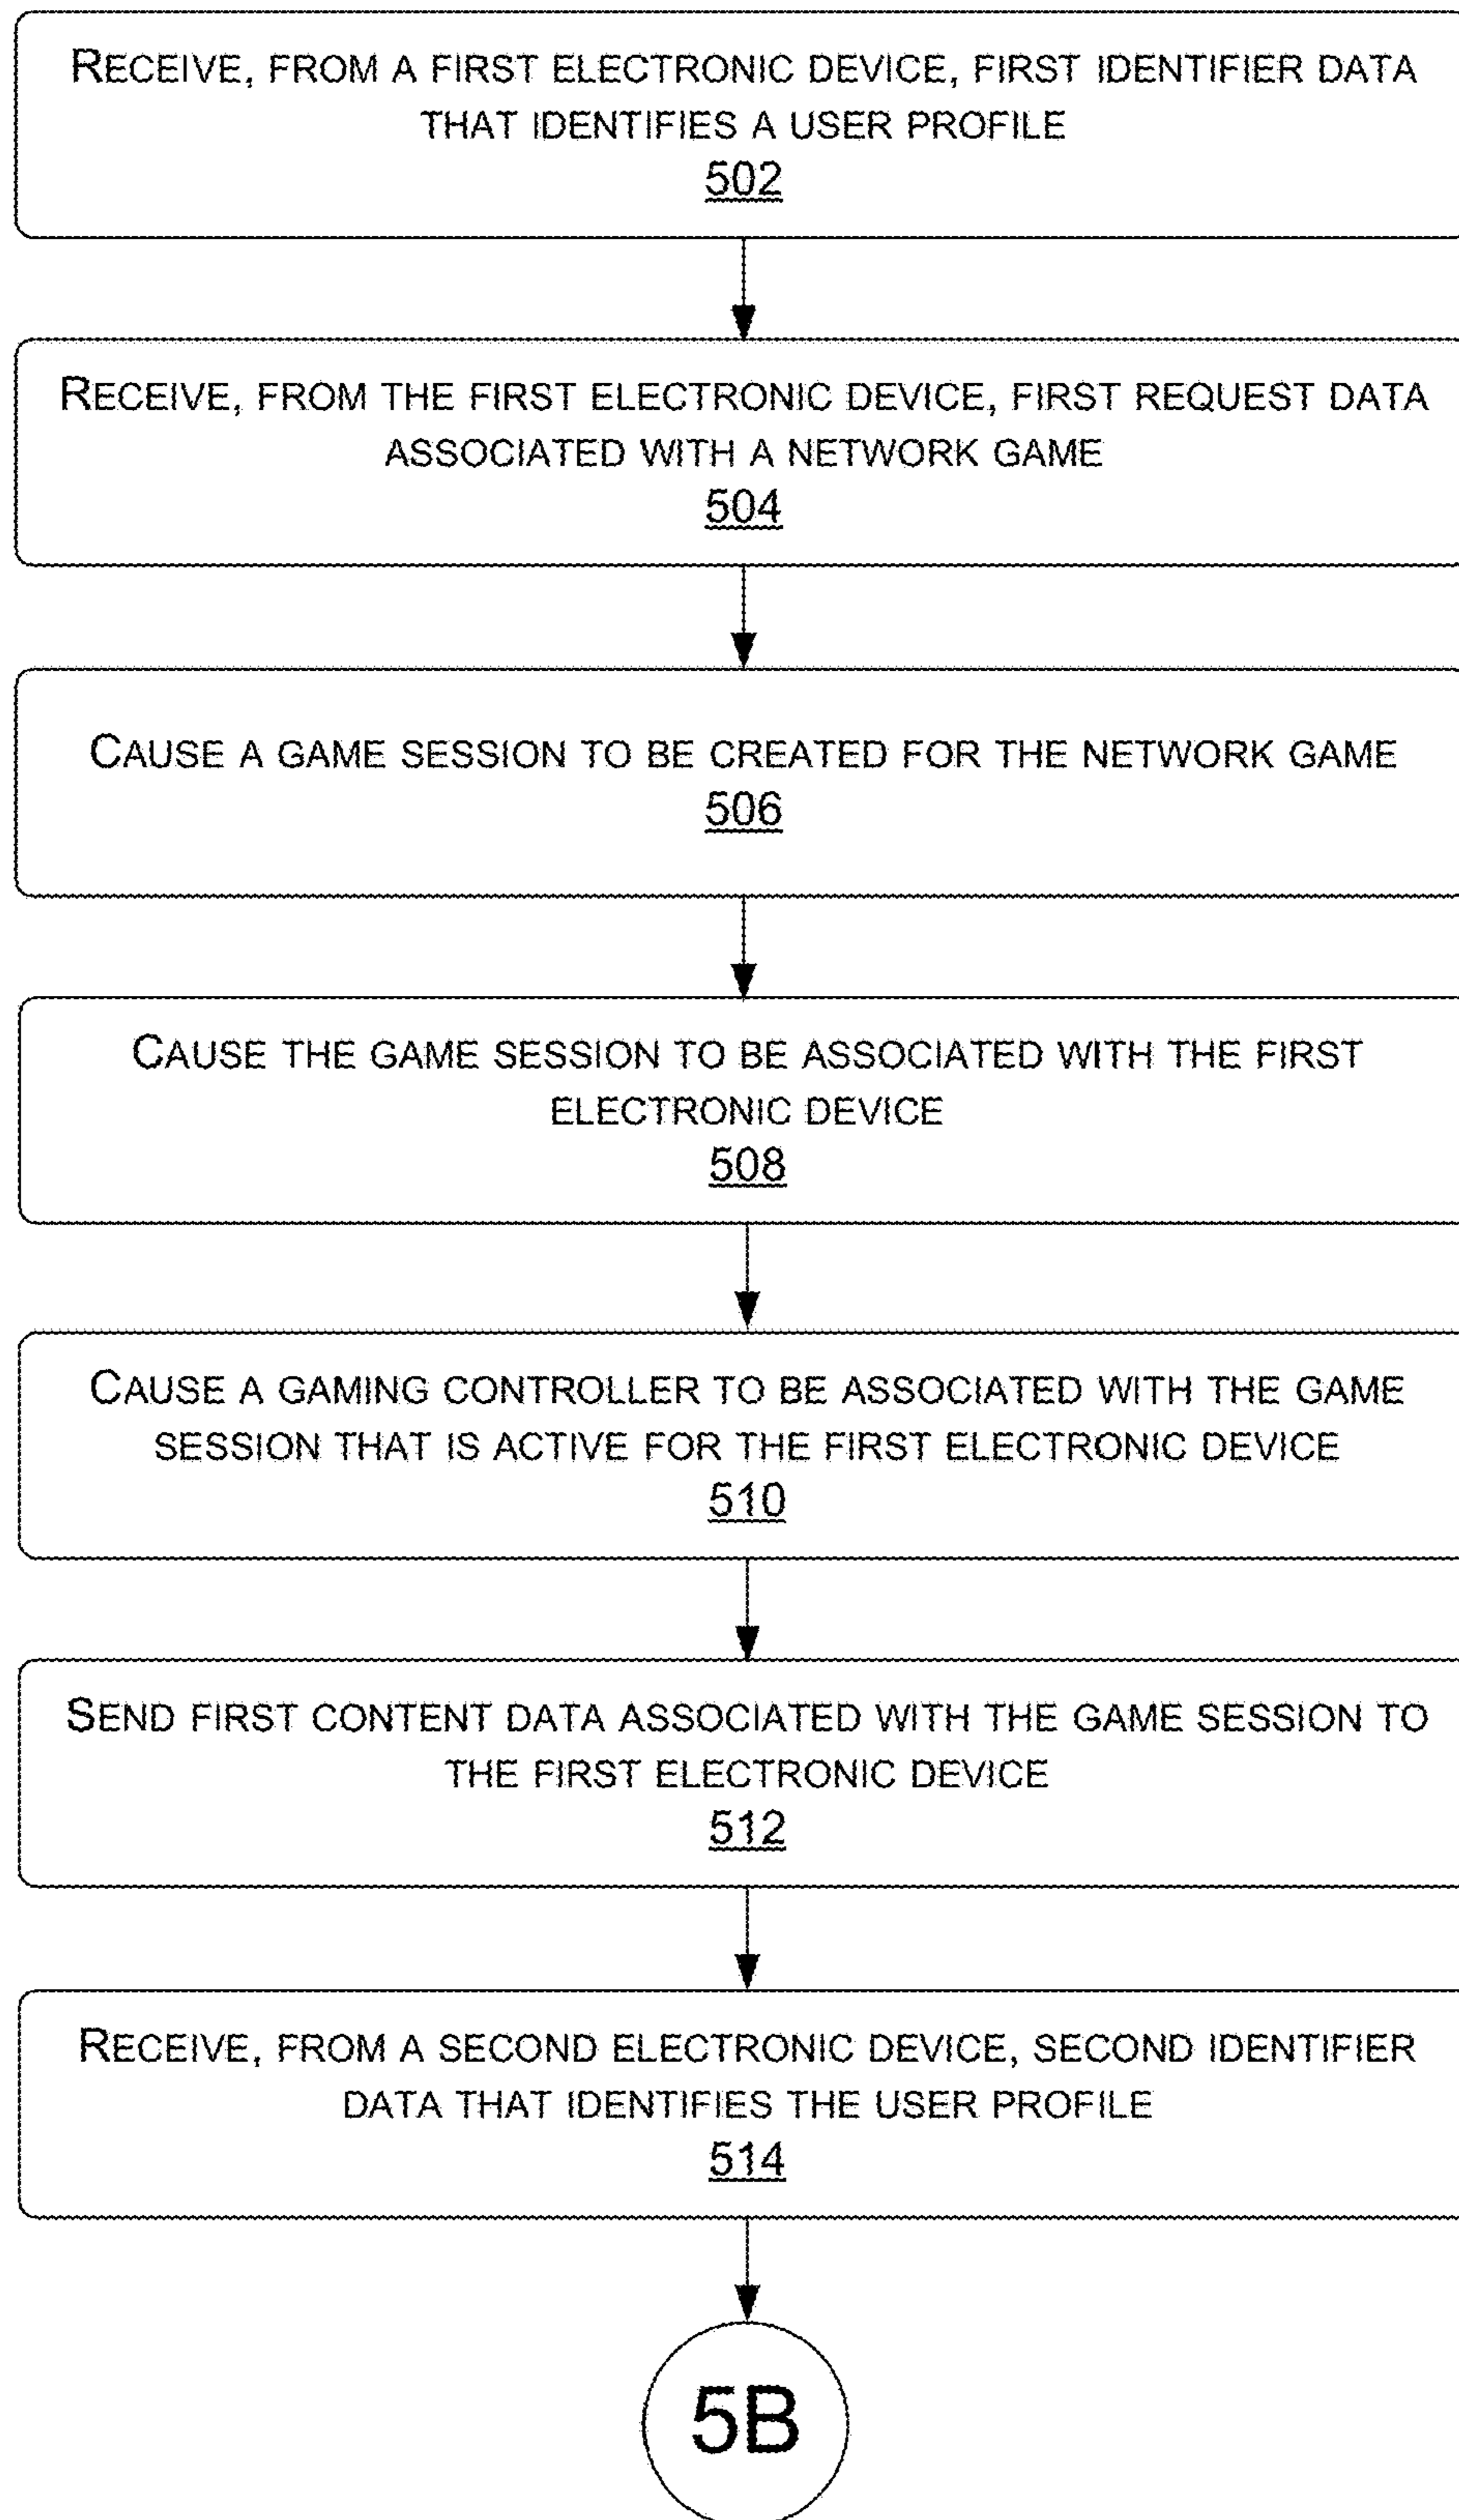 RECEIVE, FROM A FIRST ELECTRONIC DEVICE, FIRST IDENTIFIER DATA
THAT IDENTIFIES A USER PROFILE
502
RECEIVE, FROM THE FIRST ELECTRONIC DEVICE, FIRST REQUEST DATA
ASSOCIATED WITH A NETWORK GAME
504
CAUSE A GAME SESSION TO BE CREATED FOR THE NETWORK GAME
506
CAUSE THE GAME SESSION TO BE ASSOCIATED WITH THE FIRST
ELECTRONIC DEVICE
508
CAUSE A GAMING CONTROLLER TO BE ASSOCIATED WITH THE GAME
SESSION THAT IS ACTIVE FOR THE FIRST ELECTRONIC DEVICE
510
SEND FIRST CONTENT DATA ASSOCIATED WITH THE GAME SESSION TO
THE FIRST ELECTRONIC DEVICE
512
RECEIVE, FROM A SECOND ELECTRONIC DEVICE, SECOND IDENTIFIER
DATA THAT IDENTIFIES THE USER PROFILE
514
5B